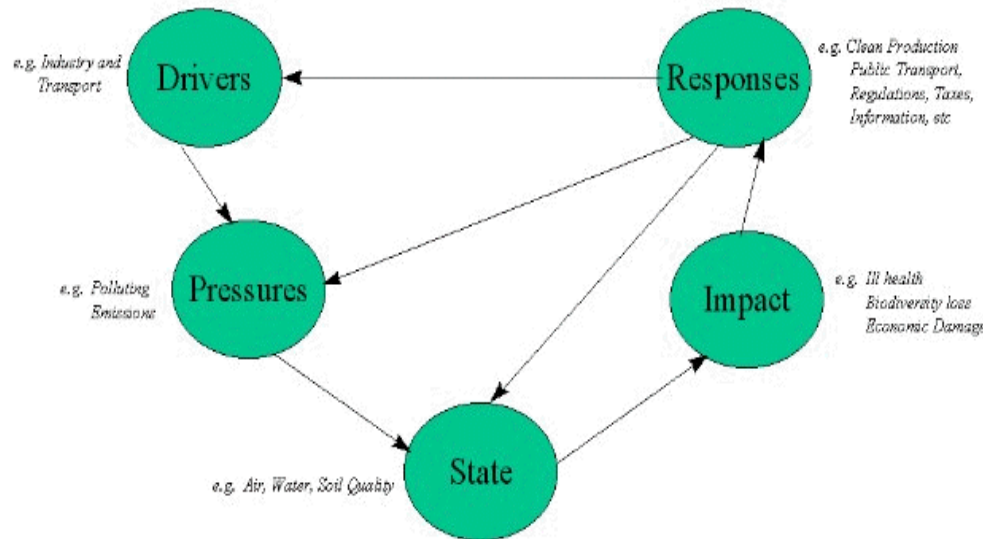 e.g. Industry and
Transport
Drivers
Responses
e.g. Clean Production
Public Transport,
Regulations, Taxes,
Information, etc
e.g. Polluting
Emissions
Pressures
Impact
e.g. Ill health
Biodiversity loss
Economic Damage
e.g. Air, Water, Soil Quality
State